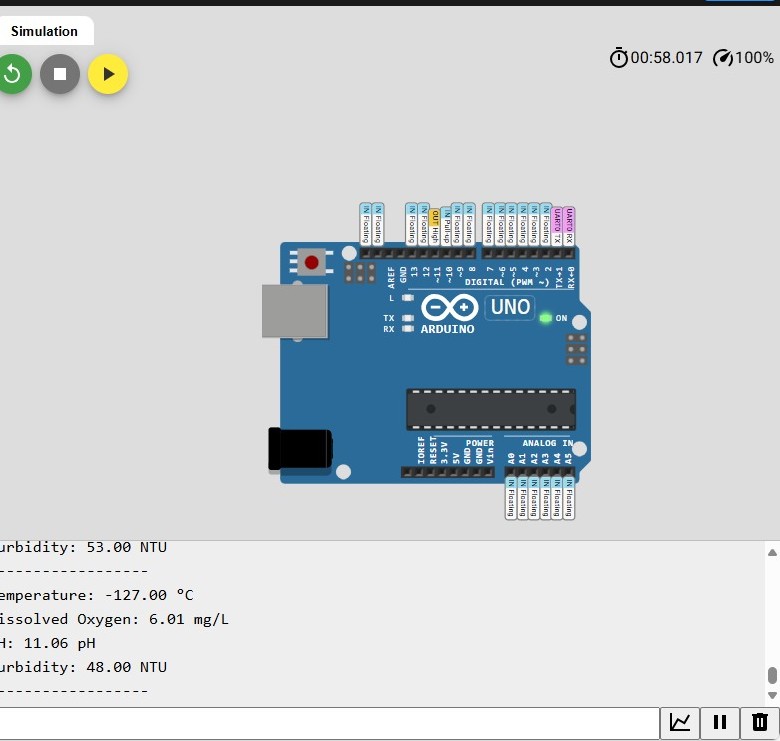 Simulation
00:58.017 100%
IN Floating IN Floating IN Floating IN Floating OUT High IN Pull-up IN Floating IN Floating IN Floating IN Floating IN Floating IN Floating IN Floating IN Floating UART0 TX UART0 RX
AREF GND 13 12 ~11 ~10 ~9 8 7 ~6 ~5 4 ~3 2 TX→1 RX←0
DIGITAL (PWM ~)
L
TX
RX
UNO
ON
ARDUINO
POWER
ANALOG IN
IOREF RESET 3.3V 5V GND GND Vin A0 A1 A2 A3 A4 A5
IN Floating IN Floating IN Floating IN Floating IN Floating IN Floating
urbidity: 53.00 NTU
-----------------
emperature: -127.00 °C
issolved Oxygen: 6.01 mg/L
H: 11.06 pH
urbidity: 48.00 NTU
-----------------